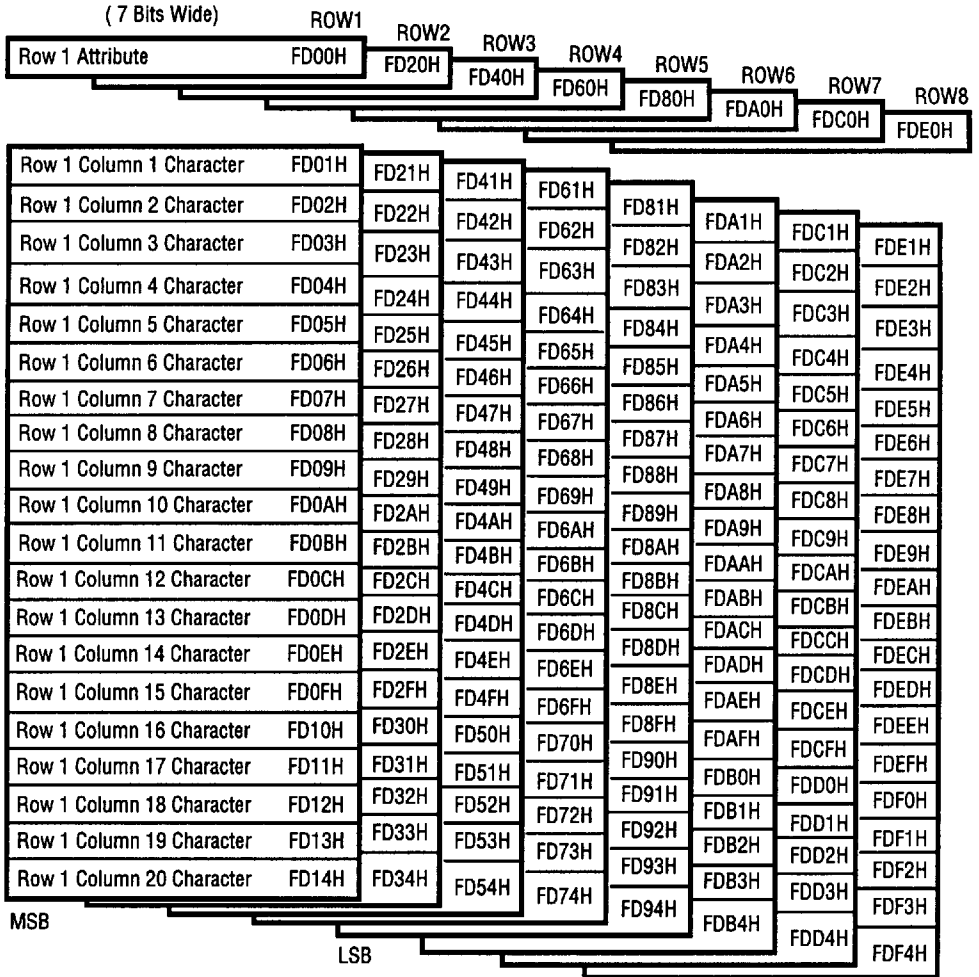 ( 7 Bits Wide)
ROW1
ROW2
ROW3
ROW4
ROW5
ROW6
ROW7
ROW8
Row 1 Attribute FD00H
FD20H
FD40H
FD60H
FD80H
FDA0H
FDC0H
FDE0H
Row 1 Column 1 Character FD01H
Row 1 Column 2 Character FD02H
Row 1 Column 3 Character FD03H
Row 1 Column 4 Character FD04H
Row 1 Column 5 Character FD05H
Row 1 Column 6 Character FD06H
Row 1 Column 7 Character FD07H
Row 1 Column 8 Character FD08H
Row 1 Column 9 Character FD09H
Row 1 Column 10 Character FD0AH
Row 1 Column 11 Character FD0BH
Row 1 Column 12 Character FD0CH
Row 1 Column 13 Character FD0DH
Row 1 Column 14 Character FD0EH
Row 1 Column 15 Character FD0FH
Row 1 Column 16 Character FD10H
Row 1 Column 17 Character FD11H
Row 1 Column 18 Character FD12H
Row 1 Column 19 Character FD13H
Row 1 Column 20 Character FD14H
FD21H
FD22H
FD23H
FD24H
FD25H
FD26H
FD27H
FD28H
FD29H
FD2AH
FD2BH
FD2CH
FD2DH
FD2EH
FD2FH
FD30H
FD31H
FD32H
FD33H
FD34H
FD41H
FD42H
FD43H
FD44H
FD45H
FD46H
FD47H
FD48H
FD49H
FD4AH
FD4BH
FD4CH
FD4DH
FD4EH
FD4FH
FD50H
FD51H
FD52H
FD53H
FD54H
FD61H
FD62H
FD63H
FD64H
FD65H
FD66H
FD67H
FD68H
FD69H
FD6AH
FD6BH
FD6CH
FD6DH
FD6EH
FD6FH
FD70H
FD71H
FD72H
FD73H
FD74H
FD81H
FD82H
FD83H
FD84H
FD85H
FD86H
FD87H
FD88H
FD89H
FD8AH
FD8BH
FD8CH
FD8DH
FD8EH
FD8FH
FD90H
FD91H
FD92H
FD93H
FD94H
FDA1H
FDA2H
FDA3H
FDA4H
FDA5H
FDA6H
FDA7H
FDA8H
FDA9H
FDAAH
FDABH
FDACH
FDADH
FDAEH
FDAFH
FDB0H
FDB1H
FDB2H
FDB3H
FDB4H
FDC1H
FDC2H
FDC3H
FDC4H
FDC5H
FDC6H
FDC7H
FDC8H
FDC9H
FDCAH
FDCBH
FDCCH
FDCDH
FDCEH
FDCFH
FDD0H
FDD1H
FDD2H
FDD3H
FDD4H
FDE1H
FDE2H
FDE3H
FDE4H
FDE5H
FDE6H
FDE7H
FDE8H
FDE9H
FDEAH
FDEBH
FDECH
FDEDH
FDEEH
FDEFH
FDF0H
FDF1H
FDF2H
FDF3H
FDF4H
MSB
LSB